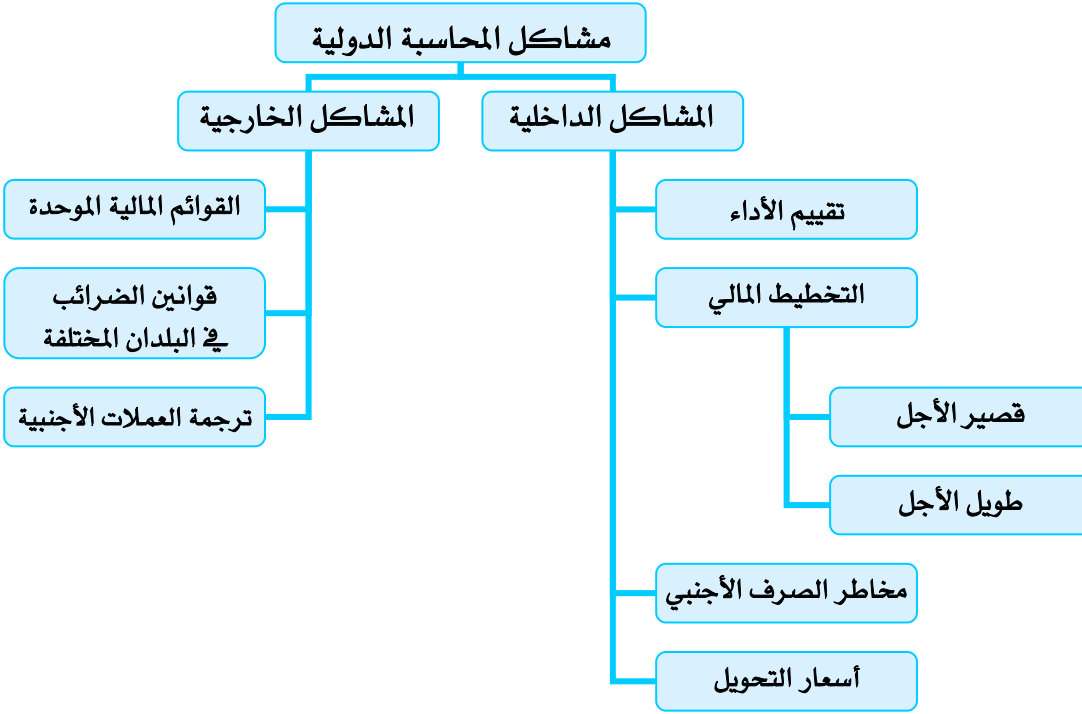 مشاكل المحاسبة الدولية
المشاكل الداخلية
تقييم الأداء
التخطيط المالي
قصير الأجل
طويل الأجل
مخاطر الصرف الأجنبي
أسعار التحويل
المشاكل الخارجية
القوائم المالية الموحدة
قوانين الضرائب
في البلدان المختلفة
ترجمة العملات الأجنبية